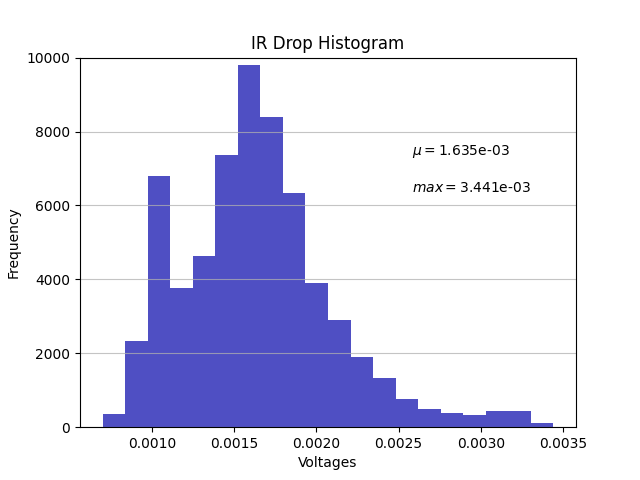 IR Drop Histogram
10000
8000
6000
4000
2000
0
Frequency
μ = 1.635e-03
max = 3.441e-03
0.0010 0.0015 0.0020 0.0025 0.0030 0.0035
Voltages